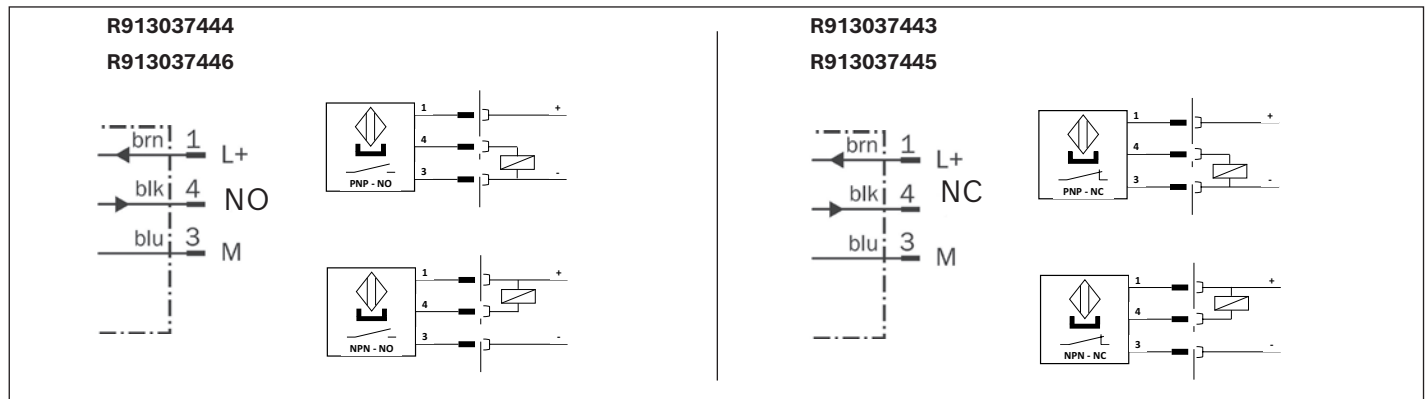 R913037444
R913037446
brn 1 L+
blk 4 NO
blu 3 M
1 +
4
3 -
PNP - NO
1 +
4
3 -
NPN - NO
R913037443
R913037445
brn 1 L+
blk 4 NC
blu 3 M
1 +
4
3 -
PNP - NC
1 +
4
3 -
NPN - NC